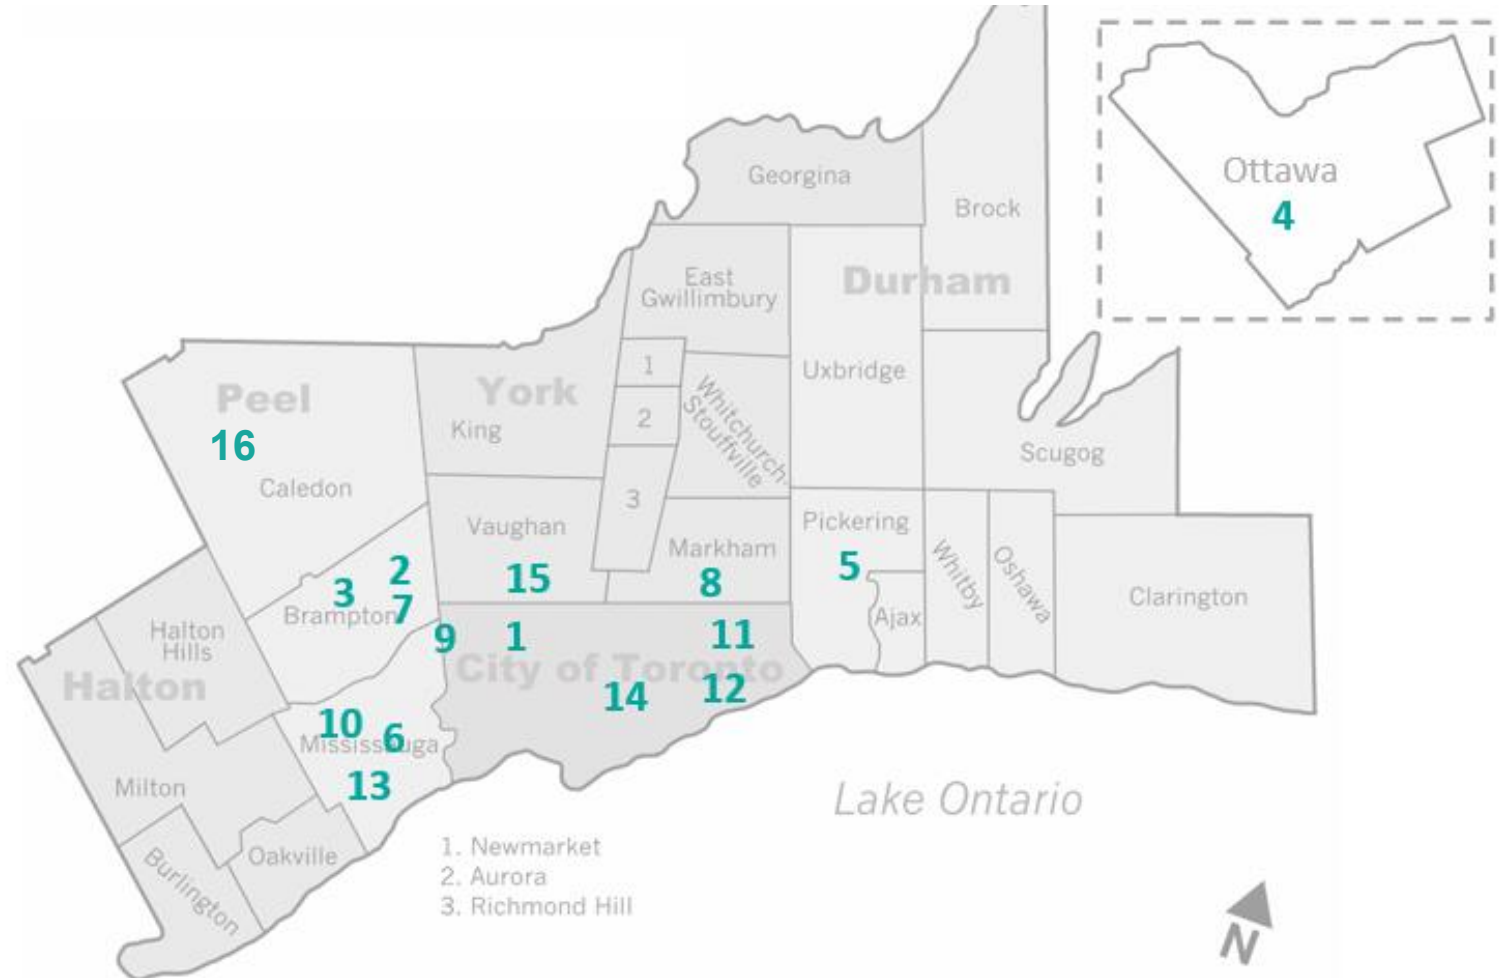 Georgina
Brock
Ottawa
4
East
Gwillimbury
Durham
1
Uxbridge
Peel
York
2
King
Whitchurch-
Stouffville
16
Caledon
Scugog
3
Vaughan
Pickering
Markham
15
8
5
Whitby
Oshawa
Clarington
2
3
7
Brampton
Ajax
Halton
Hills
9
1
11
City of Toronto
Halton
14
12
10
6
Mississauga
13
Milton
Lake Ontario
Oakville
Burlington
1. Newmarket
2. Aurora
3. Richmond Hill
N